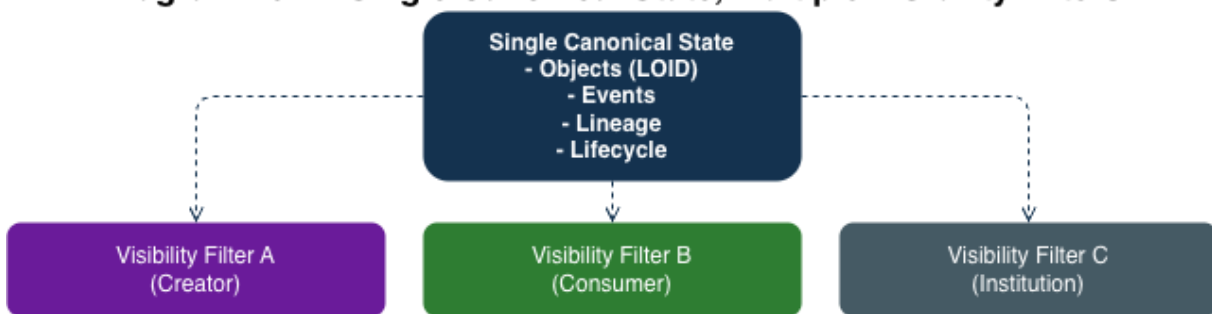 Single Canonical State
- Objects (LOID)
- Events
- Lineage
- Lifecycle
Visibility Filter A
(Creator)
Visibility Filter B
(Consumer)
Visibility Filter C
(Institution)